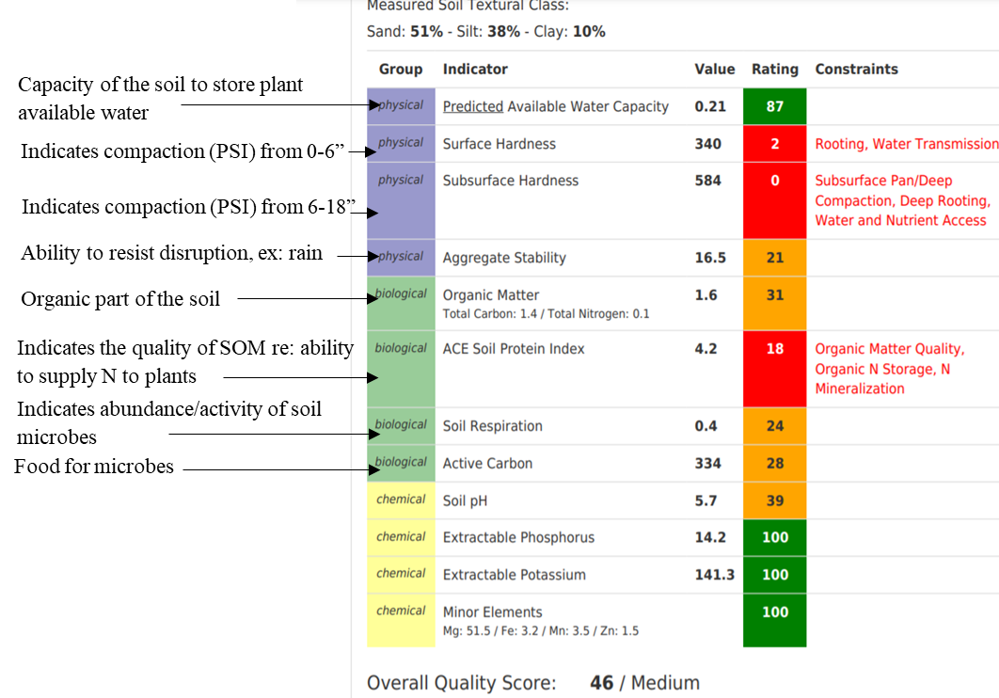 Measured Soil Textural Class:
Sand: 51% - Silt: 38% - Clay: 10%
Group Indicator Value Rating Constraints
Capacity of the soil to store plant
available water
physical Predicted Available Water Capacity 0.21 87
Indicates compaction (PSI) from 0-6”
physical Surface Hardness 340 2 Rooting, Water Transmission
Indicates compaction (PSI) from 6-18”
physical Subsurface Hardness 584 0 Subsurface Pan/Deep
Compaction, Deep Rooting,
Water and Nutrient Access
Ability to resist disruption, ex: rain
physical Aggregate Stability 16.5 21
Organic part of the soil
biological Organic Matter 1.6 31
Total Carbon: 1.4 / Total Nitrogen: 0.1
Indicates the quality of SOM re: ability
to supply N to plants
biological ACE Soil Protein Index 4.2 18 Organic Matter Quality,
Organic N Storage, N
Mineralization
Indicates abundance/activity of soil
microbes
biological Soil Respiration 0.4 24
Food for microbes
biological Active Carbon 334 28
chemical Soil pH 5.7 39
chemical Extractable Phosphorus 14.2 100
chemical Extractable Potassium 141.3 100
chemical Minor Elements 100
Mg: 51.5 / Fe: 3.2 / Mn: 3.5 / Zn: 1.5
Overall Quality Score: 46 / Medium